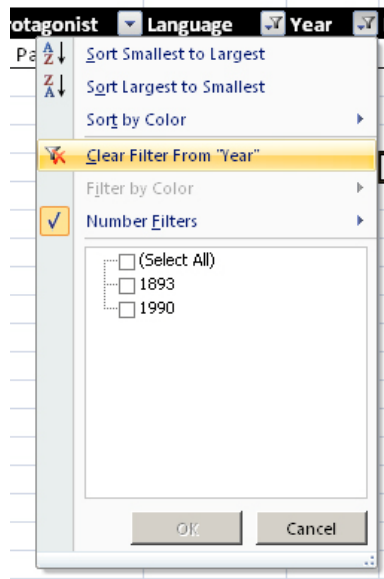 otagonist Language Year
Pa
Sort Smallest to Largest
Sort Largest to Smallest
Sort by Color
Clear Filter From "Year"
Filter by Color
Number Filters
(Select All)
1893
1990
OK
Cancel